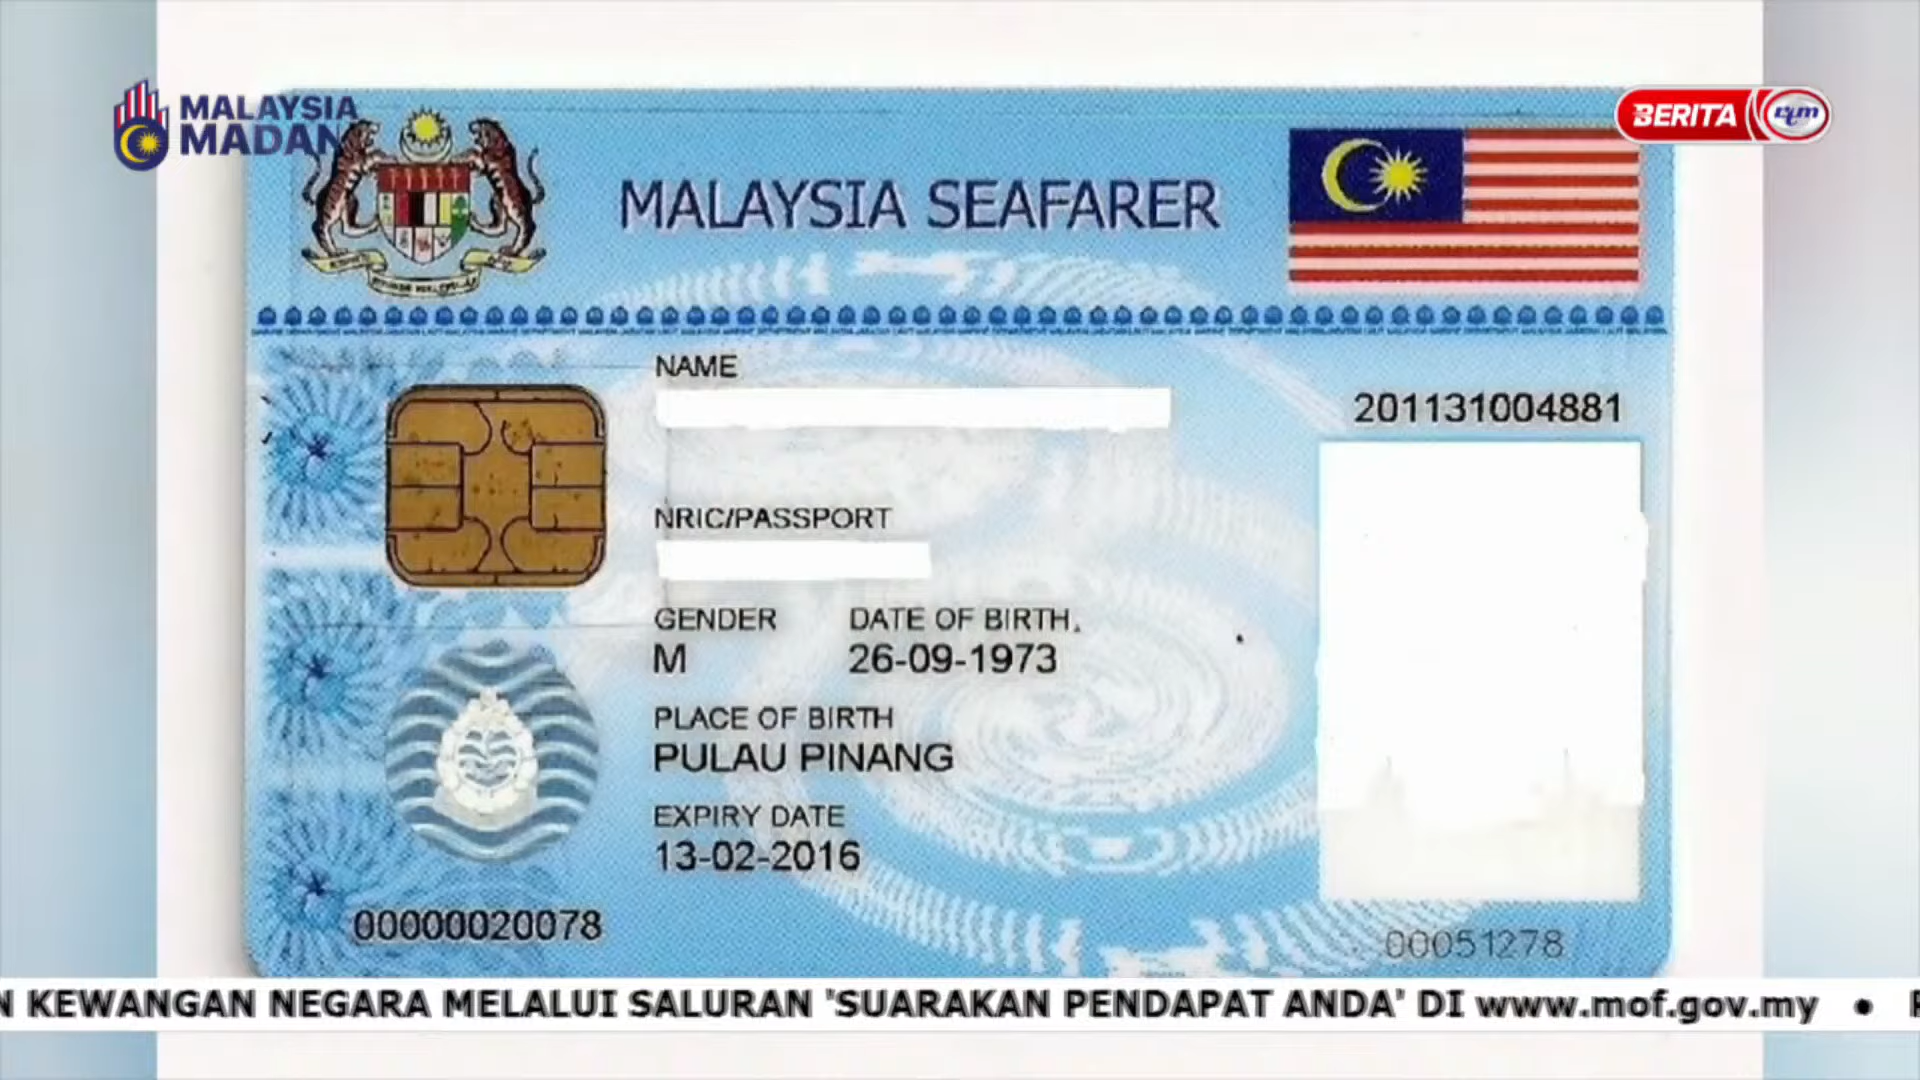 MALAYSIA
MADAN
BERITA rtm
MALAYSIA SEAFARER
NAME
201131004881
NRIC/PASSPORT
GENDER DATE OF BIRTH.
M 26-09-1973
PLACE OF BIRTH
PULAU PINANG
EXPIRY DATE
13-02-2016
00000020078
00051278
N KEWANGAN NEGARA MELALUI SALURAN 'SUARAKAN PENDAPAT ANDA' DI www.mof.gov.my •